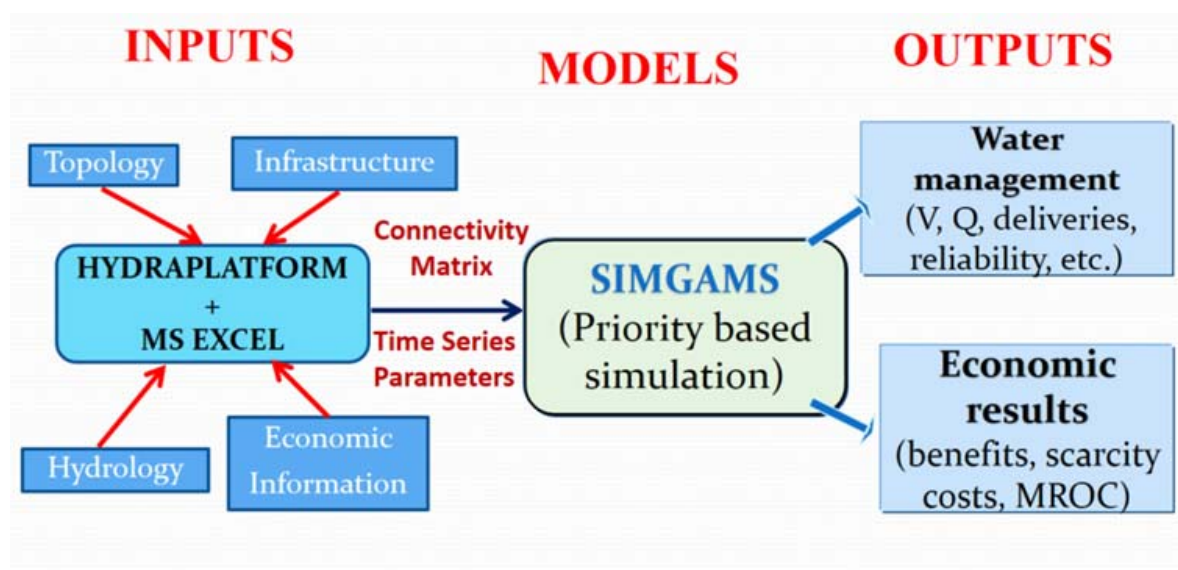 INPUTS
MODELS
OUTPUTS
Topology
Infrastructure
HYDRAPLATFORM
+
MS EXCEL
Hydrology
Economic
Information
Connectivity
Matrix
Time Series
Parameters
SIMGAMS
(Priority based
simulation)
Water
management
(V, Q, deliveries,
reliability, etc.)
Economic
results
(benefits, scarcity
costs, MROC)